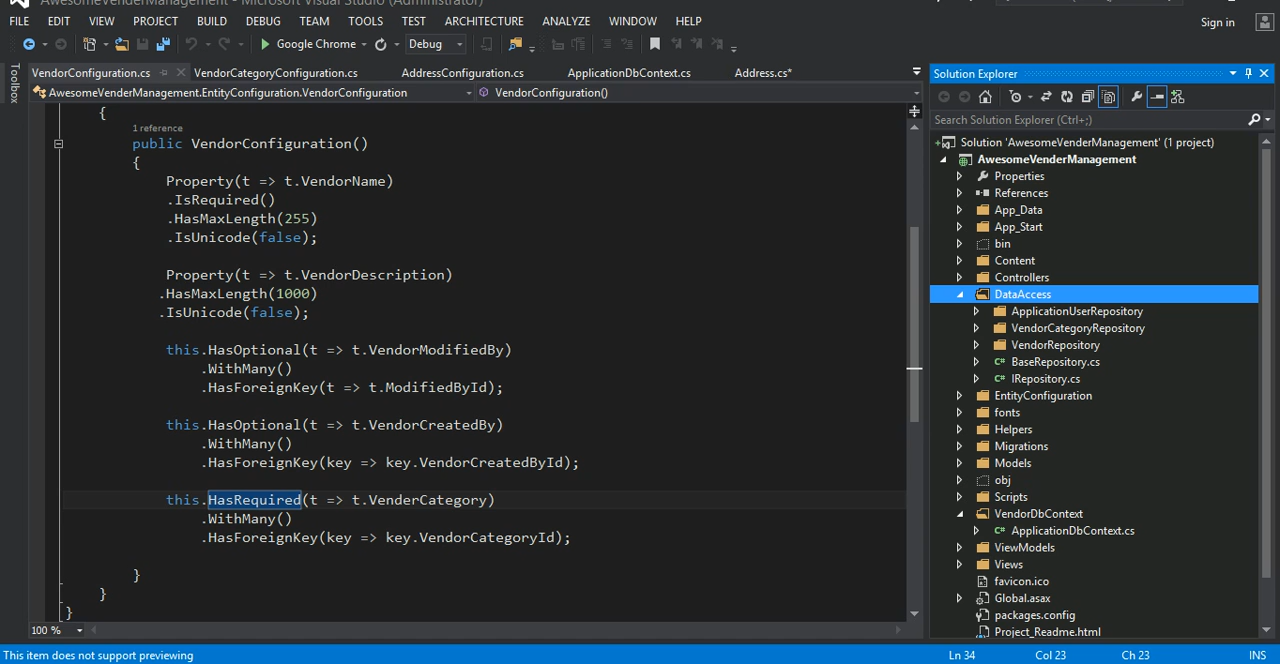 AwesomeVenderManagement - Microsoft Visual Studio (Administrator)
FILE EDIT VIEW PROJECT BUILD DEBUG TEAM TOOLS TEST ARCHITECTURE ANALYZE WINDOW HELP
Sign in
Google Chrome Debug
Toolbox
VendorConfiguration.cs VendorCategoryConfiguration.cs AddressConfiguration.cs ApplicationDbContext.cs Address.cs*
AwesomeVenderManagement.EntityConfiguration.VendorConfiguration VendorConfiguration()
{
1 reference
public VendorConfiguration()
{
Property(t => t.VendorName)
.IsRequired()
.HasMaxLength(255)
.IsUnicode(false);
Property(t => t.VendorDescription)
.HasMaxLength(1000)
.IsUnicode(false);
this.HasOptional(t => t.VendorModifiedBy)
.WithMany()
.HasForeignKey(t => t.ModifiedById);
this.HasOptional(t => t.VendorCreatedBy)
.WithMany()
.HasForeignKey(key => key.VendorCreatedById);
this.HasRequired(t => t.VenderCategory)
.WithMany()
.HasForeignKey(key => key.VendorCategoryId);
}
}
}
100 %
Solution Explorer
Search Solution Explorer (Ctrl+;)
Solution 'AwesomeVenderManagement' (1 project)
AwesomeVenderManagement
Properties
References
App_Data
App_Start
bin
Content
Controllers
DataAccess
ApplicationUserRepository
VendorCategoryRepository
VendorRepository
C# BaseRepository.cs
C# IRepository.cs
EntityConfiguration
fonts
Helpers
Migrations
Models
obj
Scripts
VendorDbContext
C# ApplicationDbContext.cs
ViewModels
Views
favicon.ico
Global.asax
packages.config
Project_Readme.html
This item does not support previewing Ln 34 Col 23 Ch 23 INS